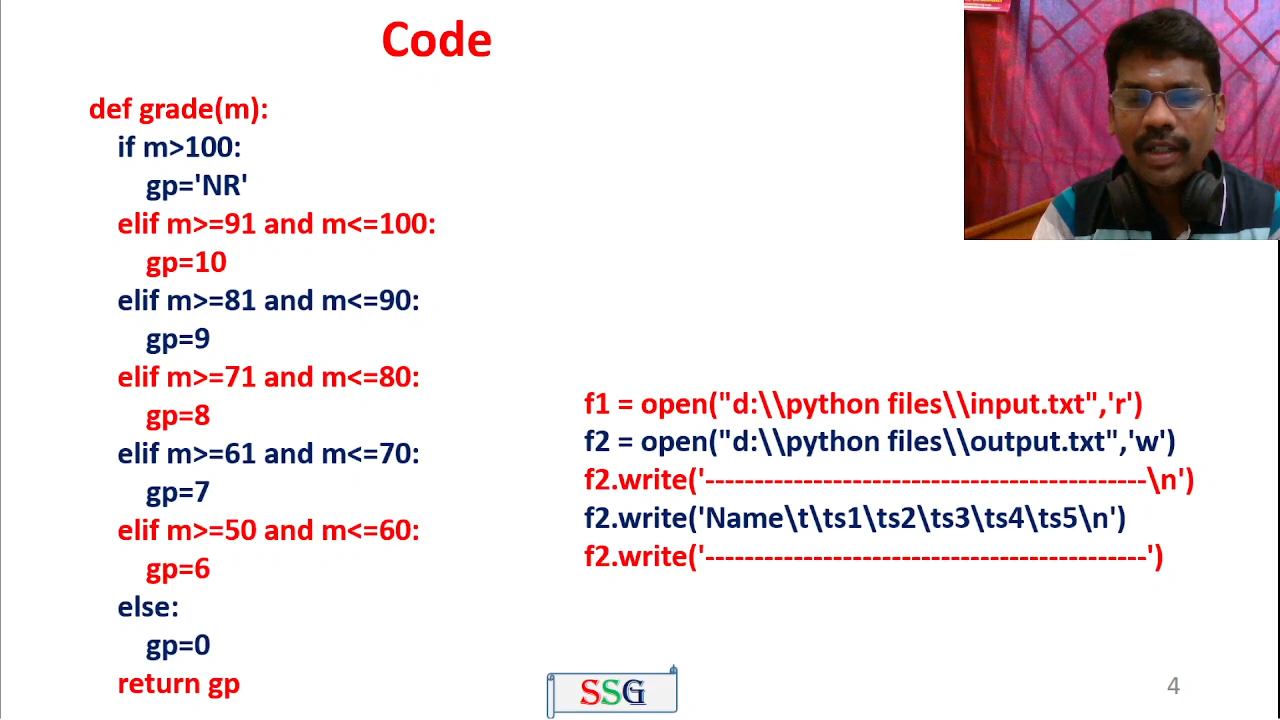 Code
def grade(m):
if m>100:
gp='NR'
elif m>=91 and m<=100:
gp=10
elif m>=81 and m<=90:
gp=9
elif m>=71 and m<=80:
gp=8
elif m>=61 and m<=70:
gp=7
elif m>=50 and m<=60:
gp=6
else:
gp=0
return gp
f1 = open("d:\\python files\\input.txt",'r')
f2 = open("d:\\python files\\output.txt",'w')
f2.write('---------------------------------------------\n')
f2.write('Name\t\ts1\ts2\ts3\ts4\ts5\n')
f2.write('---------------------------------------------')
SSG
4